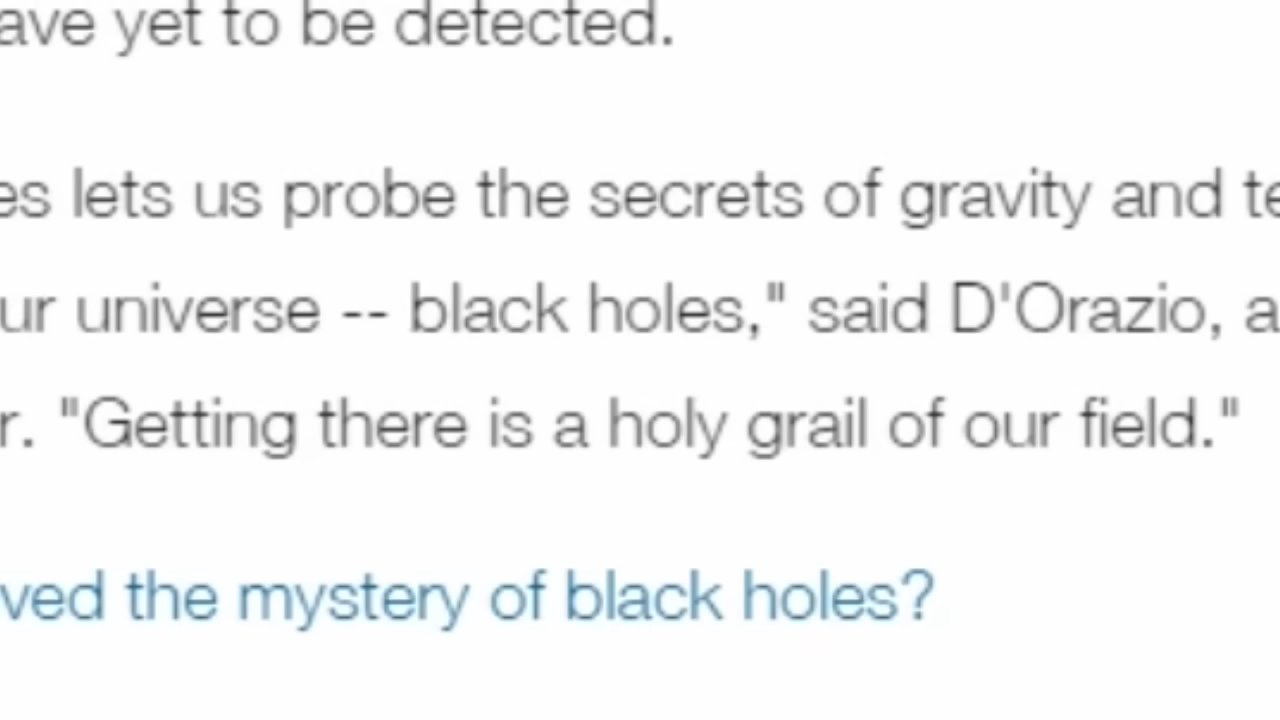 ave yet to be detected.
es lets us probe the secrets of gravity and te
ur universe -- black holes," said D'Orazio, a
r. "Getting there is a holy grail of our field."
ved the mystery of black holes?